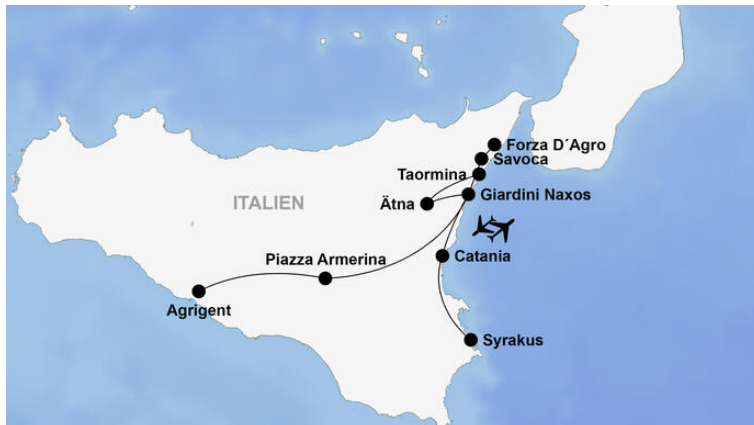 Forza D´Agro
Savoca
Taormina
Giardini Naxos
Ätna
ITALIEN
Catania
Piazza Armerina
Agrigent
Syrakus